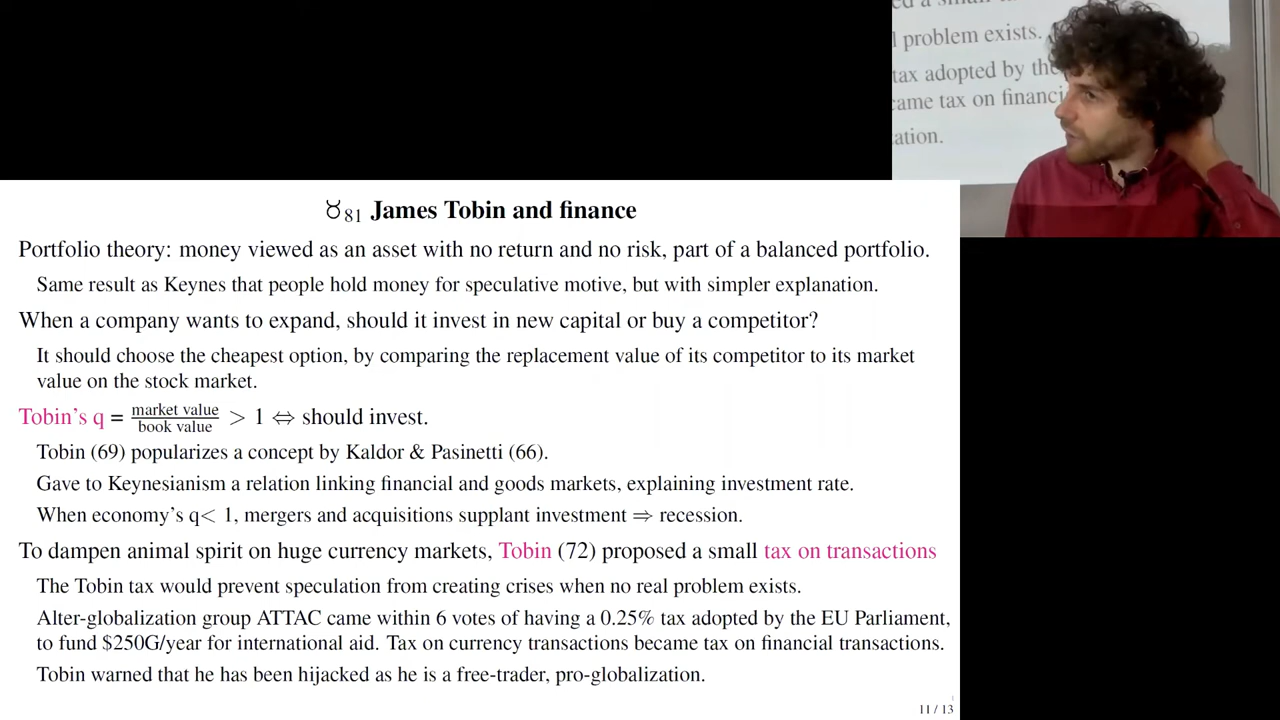 ed a small
l problem exists.
tax adopted by the
came tax on financi
ation.
♉81 James Tobin and finance
Portfolio theory: money viewed as an asset with no return and no risk, part of a balanced portfolio.
Same result as Keynes that people hold money for speculative motive, but with simpler explanation.
When a company wants to expand, should it invest in new capital or buy a competitor?
It should choose the cheapest option, by comparing the replacement value of its competitor to its market
value on the stock market.
Tobin's q = market value / book value > 1 ⇔ should invest.
Tobin (69) popularizes a concept by Kaldor & Pasinetti (66).
Gave to Keynesianism a relation linking financial and goods markets, explaining investment rate.
When economy's q< 1, mergers and acquisitions supplant investment ⇒ recession.
To dampen animal spirit on huge currency markets, Tobin (72) proposed a small tax on transactions
The Tobin tax would prevent speculation from creating crises when no real problem exists.
Alter-globalization group ATTAC came within 6 votes of having a 0.25% tax adopted by the EU Parliament,
to fund $250G/year for international aid. Tax on currency transactions became tax on financial transactions.
Tobin warned that he has been hijacked as he is a free-trader, pro-globalization.
11 / 13